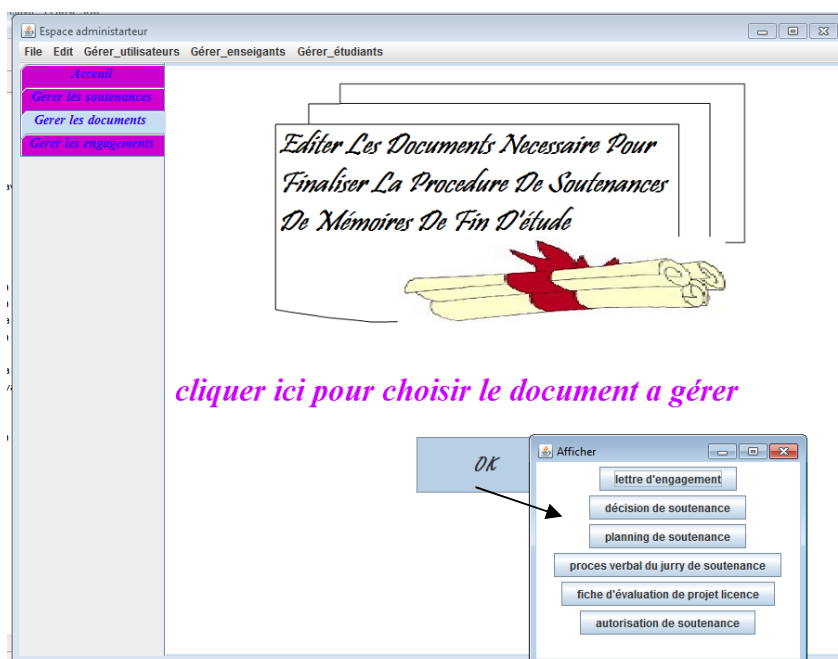 Espace administarteur
File Edit Gérer_utilisateurs Gérer_enseigants Gérer_étudiants
Acceuil
Gerer les soutenances
Gerer les documents
Gerer les engagements
Editer Les Documents Necessaire Pour
Finaliser La Procedure De Soutenances
De Mémoires De Fin D'étude
cliquer ici pour choisir le document a gérer
OK
Afficher
lettre d'engagement
décision de soutenance
planning de soutenance
proces verbal du jurry de soutenance
fiche d'évaluation de projet licence
autorisation de soutenance